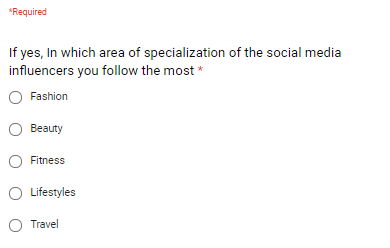 *Required
If yes, In which area of specialization of the social media
influencers you follow the most *
Fashion
Beauty
Fitness
Lifestyles
Travel